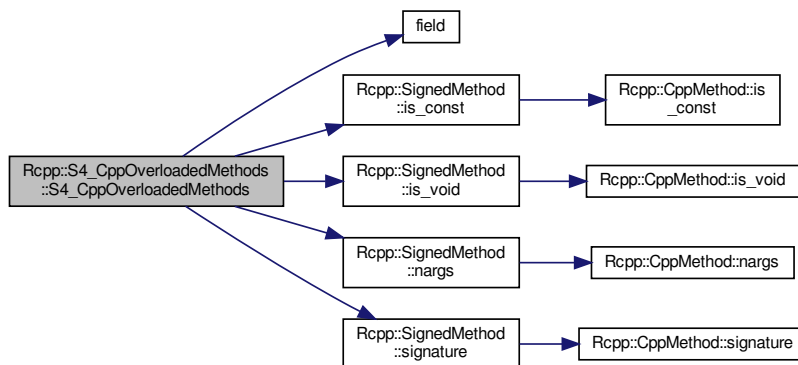 field
Rcpp::SignedMethod
::is_const
Rcpp::CppMethod::is
_const
Rcpp::S4_CppOverloadedMethods
::S4_CppOverloadedMethods
Rcpp::SignedMethod
::is_void
Rcpp::CppMethod::is_void
Rcpp::SignedMethod
::nargs
Rcpp::CppMethod::nargs
Rcpp::SignedMethod
::signature
Rcpp::CppMethod::signature